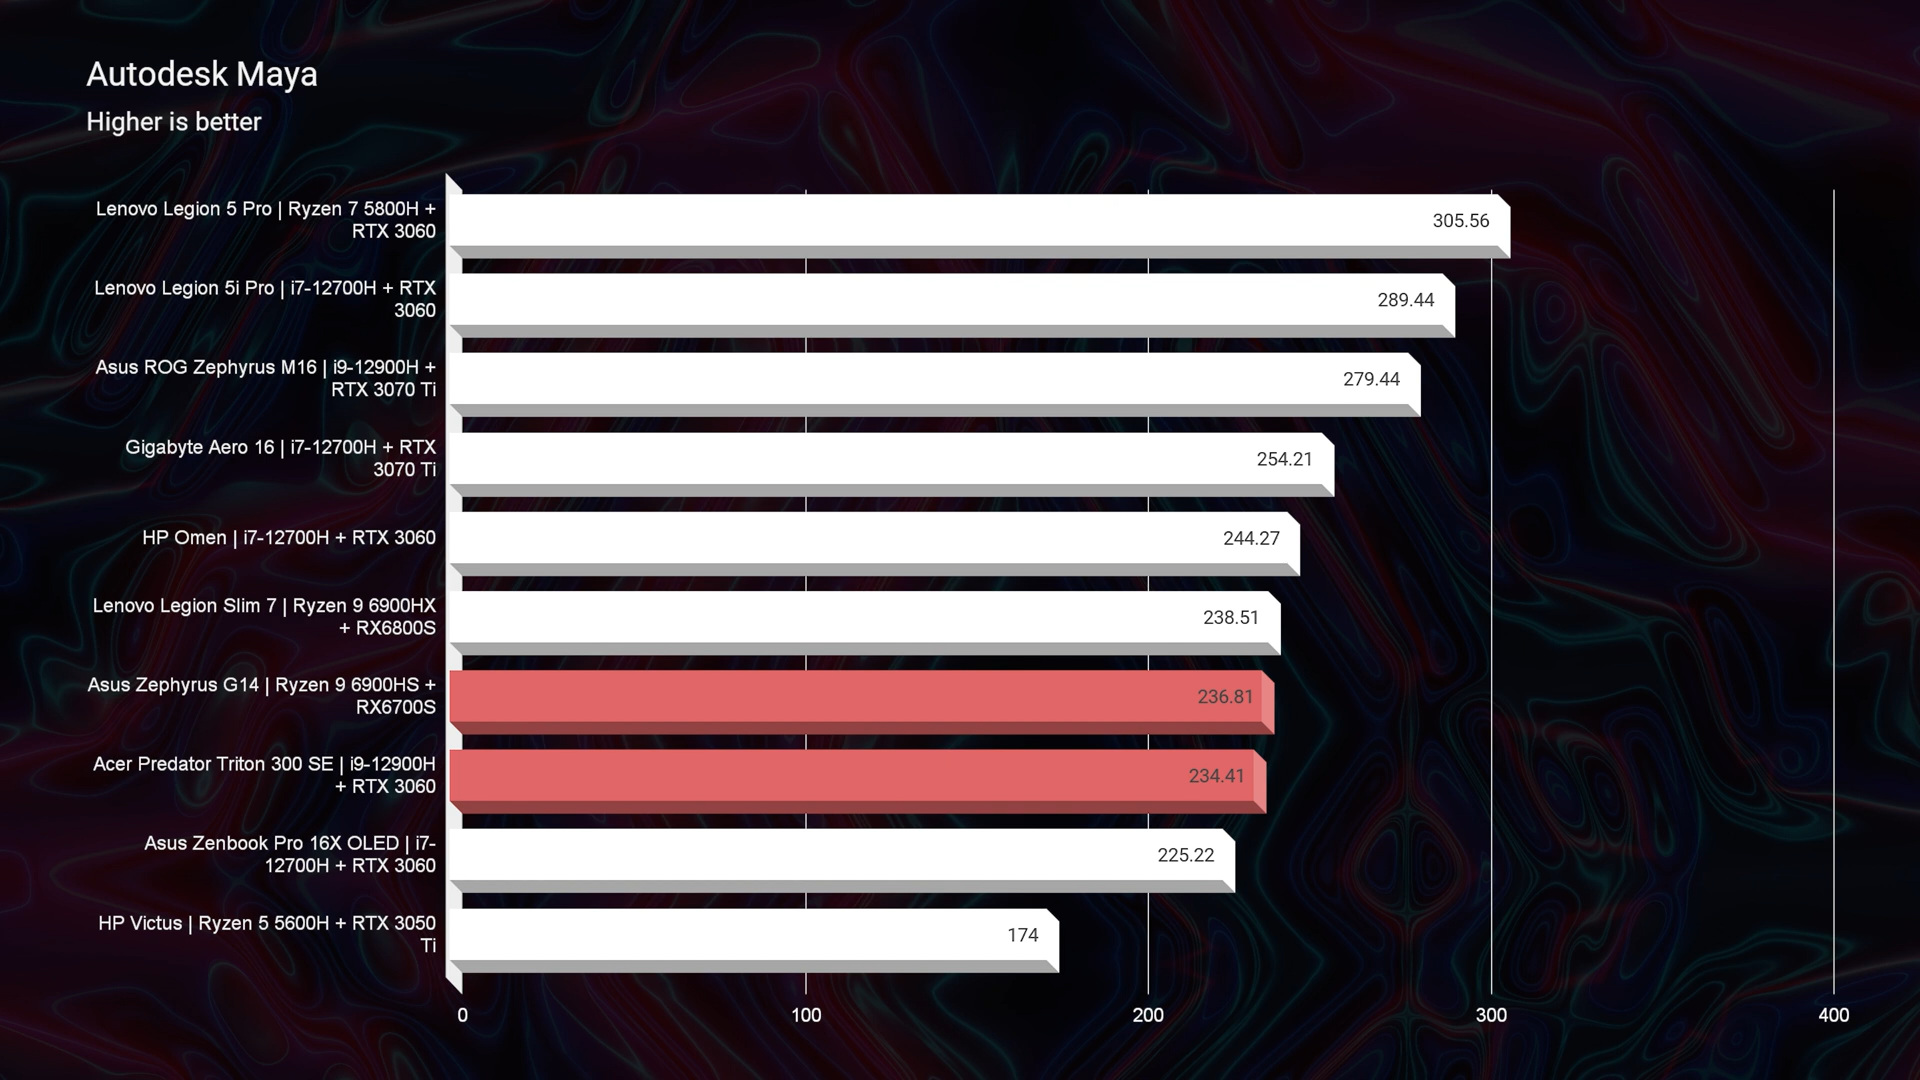 Autodesk Maya
Higher is better
Lenovo Legion 5 Pro | Ryzen 7 5800H +
RTX 3060
305.56
Lenovo Legion 5i Pro | i7-12700H + RTX
3060
289.44
Asus ROG Zephyrus M16 | i9-12900H +
RTX 3070 Ti
279.44
Gigabyte Aero 16 | i7-12700H + RTX
3070 Ti
254.21
HP Omen | i7-12700H + RTX 3060
244.27
Lenovo Legion Slim 7 | Ryzen 9 6900HX
+ RX6800S
238.51
Asus Zephyrus G14 | Ryzen 9 6900HS +
RX6700S
236.81
Acer Predator Triton 300 SE | i9-12900H
+ RTX 3060
234.41
Asus Zenbook Pro 16X OLED | i7-
12700H + RTX 3060
225.22
HP Victus | Ryzen 5 5600H + RTX 3050
Ti
174
0 100 200 300 400